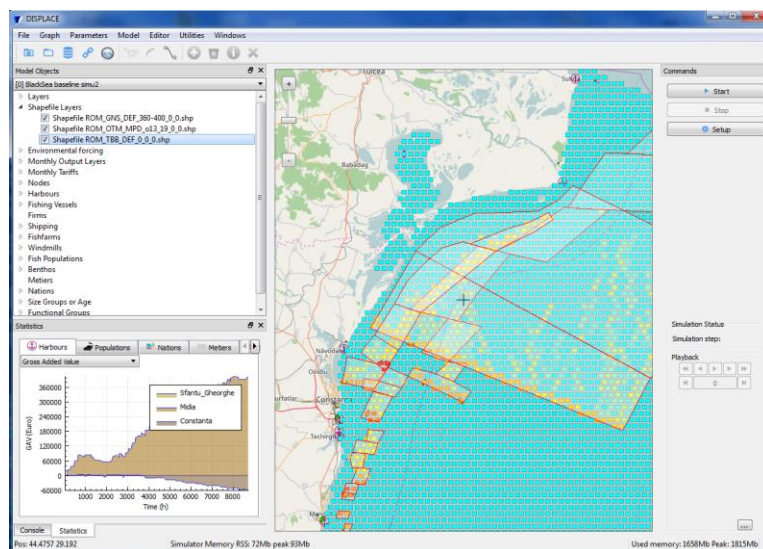 DISPLACE
File Graph Parameters Model Editor Utilities Windows
Model Objects
[0] BlackSea baseline simu2
Layers
Shapefile Layers
Shapefile ROM_GNS_DEF_360-400_0_0.shp
Shapefile ROM_OTM_MPD_o13_19_0_0.shp
Shapefile ROM_TBB_DEF_0_0_0.shp
Environmental forcing
Monthly Output Layers
Monthly Tariffs
Nodes
Harbours
Fishing Vessels
Firms
Shipping
Fishfarms
Windmills
Fish Populations
Benthos
Metiers
Nations
Size Groups or Age
Functional Groups
Statistics
Harbours Populations Nations Metiers
Gross Added Value
GAV (Euro)
360000
300000
240000
180000
120000
60000
0
-60000
Sfantu_Gheorghe
Midia
Constanta
1000 2000 3000 4000 5000 6000 7000 8000
Time (h)
Console Statistics
Pos: 44.4757 29.192 Simulator Memory RSS: 72Mb peak 93Mb Used memory: 1658Mb Peak: 1815Mb
Tulcea
Babadag
Ovidiu
Constanța
Commands
Start
Stop
Setup
Simulation Status
Simulation step:
Playback
0
...